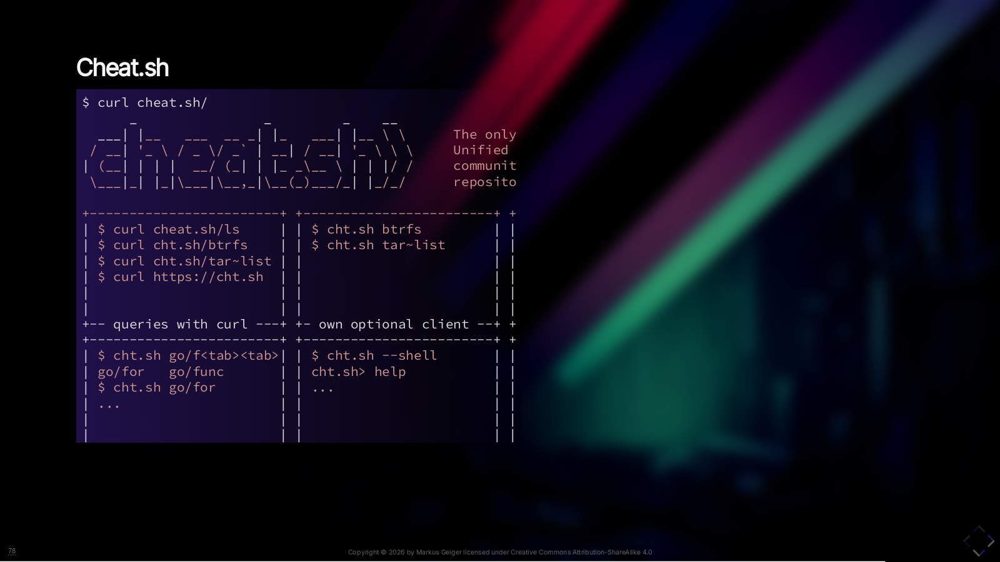 Cheat.sh
$ curl cheat.sh/
      _                 _         _    __
  ___| |__   ___  __ _| |_   ___| |__ \ \      The only
 / __| '_ \ / _ \/ _` | __| / __| '_ \ \ \     Unified
| (__| | | |  __/ (_| | |_ _\__ \ | | |/ /     communit
 \___|_| |_|\___|\__,_|\__(_)___/_| |_/_/      reposito
+------------------------+ +------------------------+ +
| $ curl cheat.sh/ls     | | $ cht.sh btrfs         | |
| $ curl cht.sh/btrfs    | | $ cht.sh tar~list      | |
| $ curl cht.sh/tar~list | |                        | |
| $ curl https://cht.sh  | |                        | |
|                        | |                        | |
|                        | |                        | |
+-- queries with curl ---+ +- own optional client --+ +
+------------------------+ +------------------------+ +
| $ cht.sh go/f<tab><tab>| | $ cht.sh --shell       | |
| go/for   go/func       | | cht.sh> help           | |
| $ cht.sh go/for        | | ...                    | |
| ...                    | |                        | |
|                        | |                        | |
|                        | |                        | |
78
Copyright © 2026 by Markus Geiger licensed under Creative Commons Attribution-ShareAlike 4.0